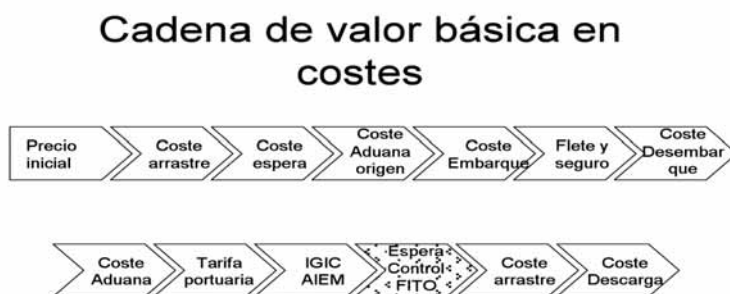 Cadena de valor básica en
costes
Precio
inicial
Coste
arrastre
Coste
espera
Coste
Aduana
origen
Coste
Embarque
Flete y
seguro
Coste
Desembar
que
Coste
Aduana
Tarifa
portuaria
IGIC
AIEM
Espera
Control
FITO
Coste
arrastre
Coste
Descarga